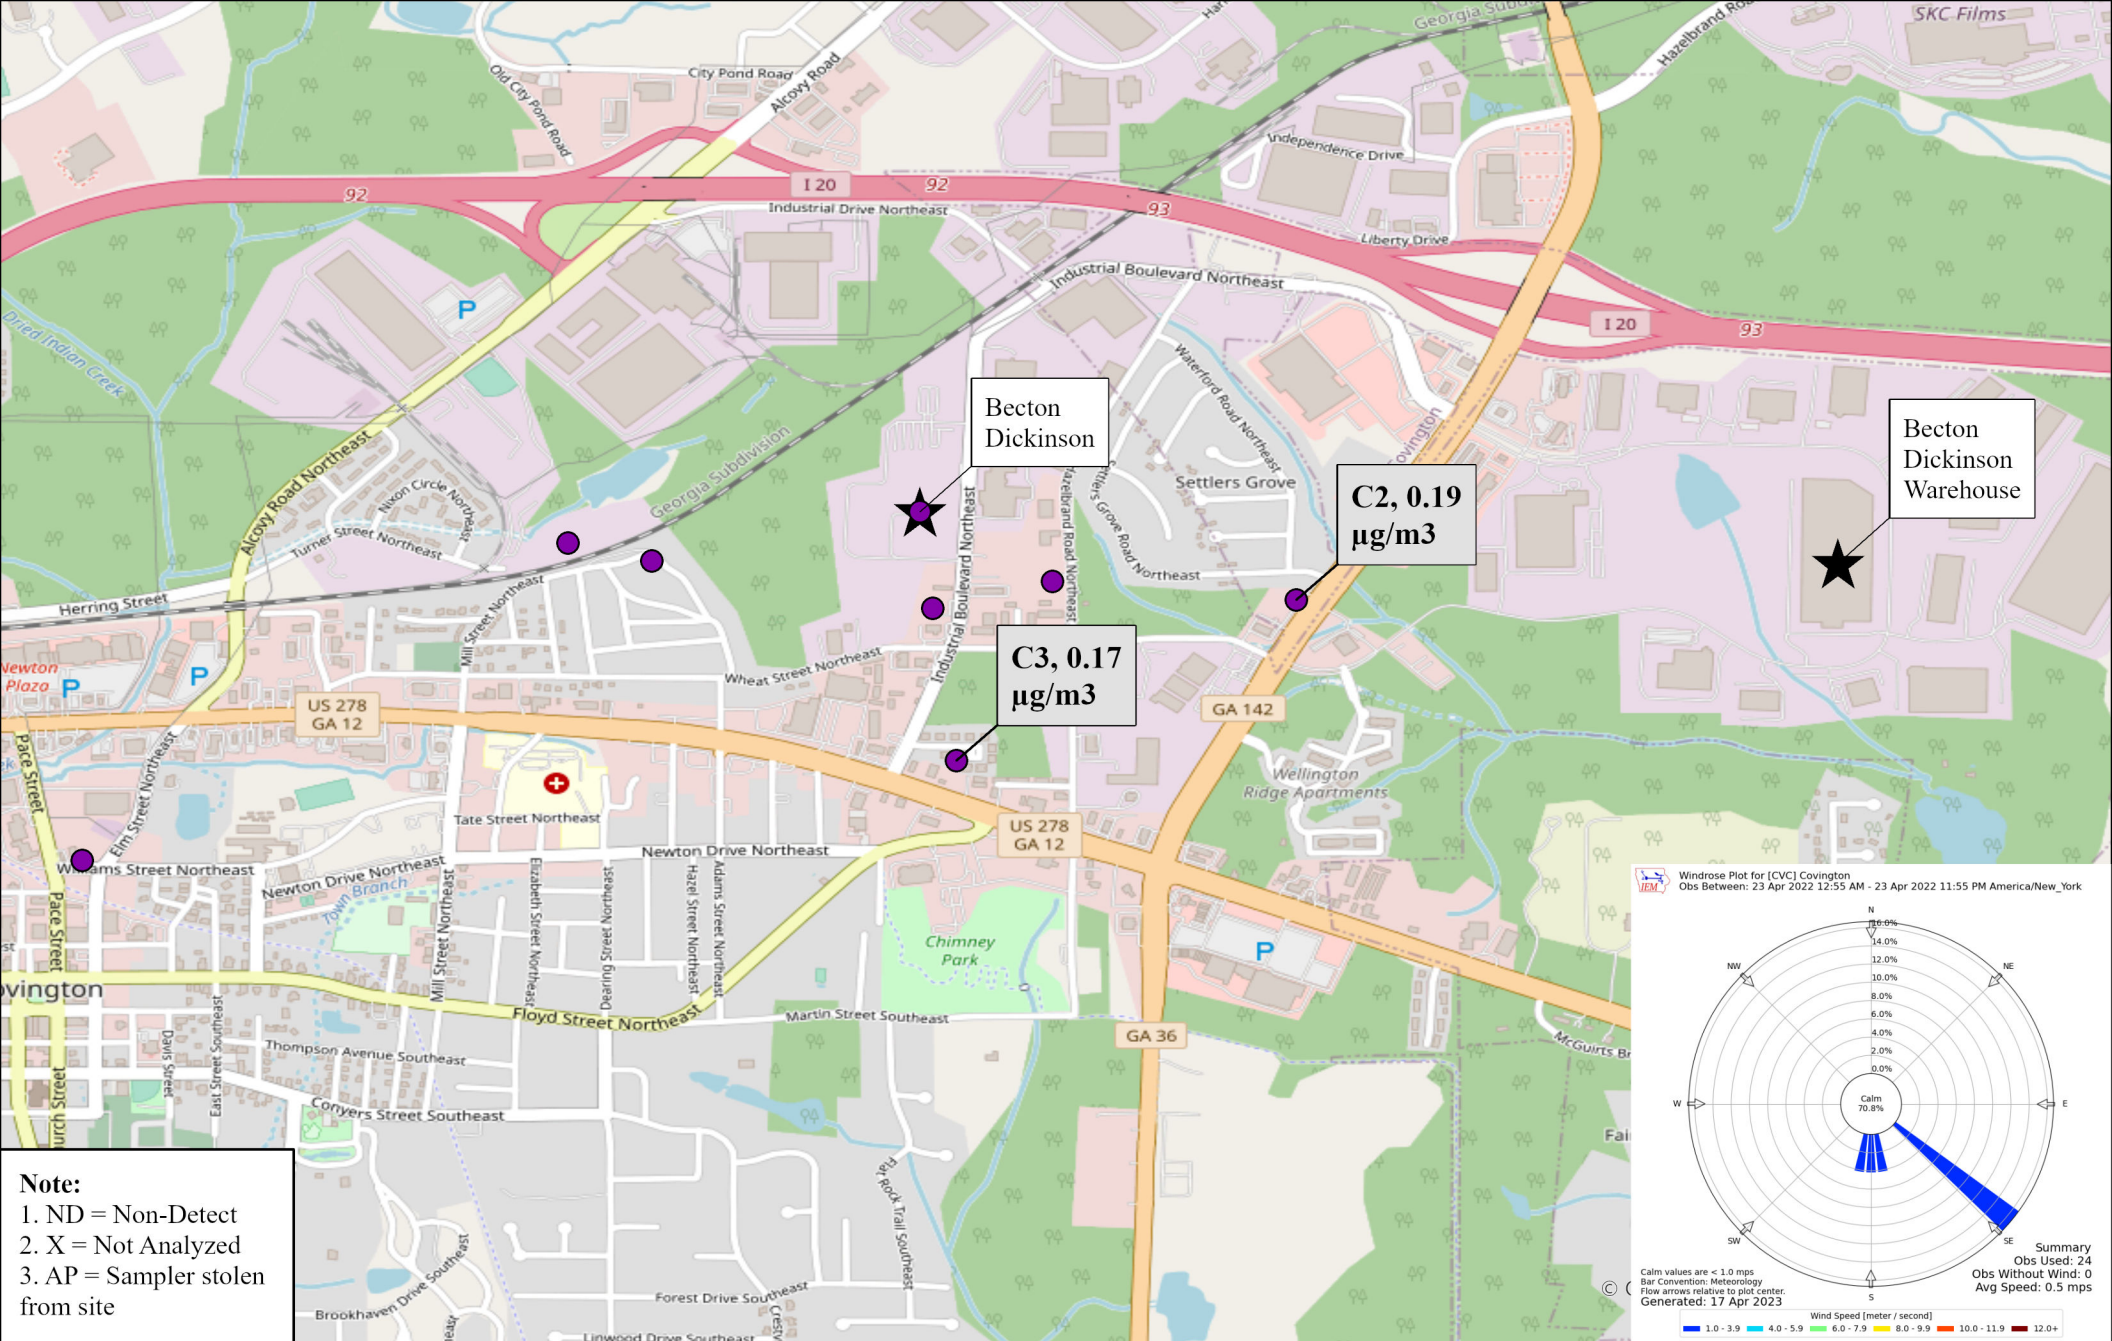 Georgia Subdi
SKC Films
Hazelbrand Ro
Har
City Pond Road
Alcovy Road
Old City Pond Road
Independence Drive
92
I 20
92
93
Industrial Drive Northeast
Liberty Drive
Industrial Boulevard Northeast
I 20
93
Dried Indian Creek
P
Waterford Road Northeast
Becton
Dickinson
Becton
Dickinson
Warehouse
ovington
Georgia Subdivision
Alcovy Road Northeast
Nixon Circle Northeast
Turner Street Northeast
Settlers Grove
Settlers Grove Road Northeast
Hazelbrand Road Northeast
Industrial Boulevard Northeast
C2, 0.19
µg/m3
Herring Street
Mill Street Northeast
C3, 0.17
µg/m3
Wheat Street Northeast
Newton
Plaza
P
P
US 278
GA 12
GA 142
Pace Street
Elm Street Northeast
Wellington
Ridge Apartments
Tate Street Northeast
US 278
GA 12
Newton Drive Northeast
Williams Street Northeast
Newton Drive Northeast
Town Branch
Pace Street
Mill Street Northeast
Elizabeth Street Northeast
Dearing Street Northeast
Hazel Street Northeast
Adams Street Northeast
Chimney
Park
P
ovington
Floyd Street Northeast
Martin Street Southeast
GA 36
McGuirts Br
Davis Street
East Street Southeast
Thompson Avenue Southeast
Conyers Street Southeast
urch Street
Fai
Flat Rock Trail Southeast
Brookhaven Drive Southeast
Forest Drive Southeast
Crestv
Linwood Drive Southeast
east
©
Note:
1. ND = Non-Detect
2. X = Not Analyzed
3. AP = Sampler stolen
from site
IEM
Windrose Plot for [CVC] Covington
Obs Between: 23 Apr 2022 12:55 AM - 23 Apr 2022 11:55 PM America/New_York
N
16.0%
14.0%
12.0%
10.0%
8.0%
6.0%
4.0%
2.0%
0.0%
NW
NE
W
Calm
70.8%
E
SW
SE
S
Summary
Obs Used: 24
Obs Without Wind: 0
Avg Speed: 0.5 mps
Calm values are < 1.0 mps
Bar Convention: Meteorology
Flow arrows relative to plot center.
Generated: 17 Apr 2023
Wind Speed [meter / second]
1.0 - 3.9 4.0 - 5.9 6.0 - 7.9 8.0 - 9.9 10.0 - 11.9 12.0+